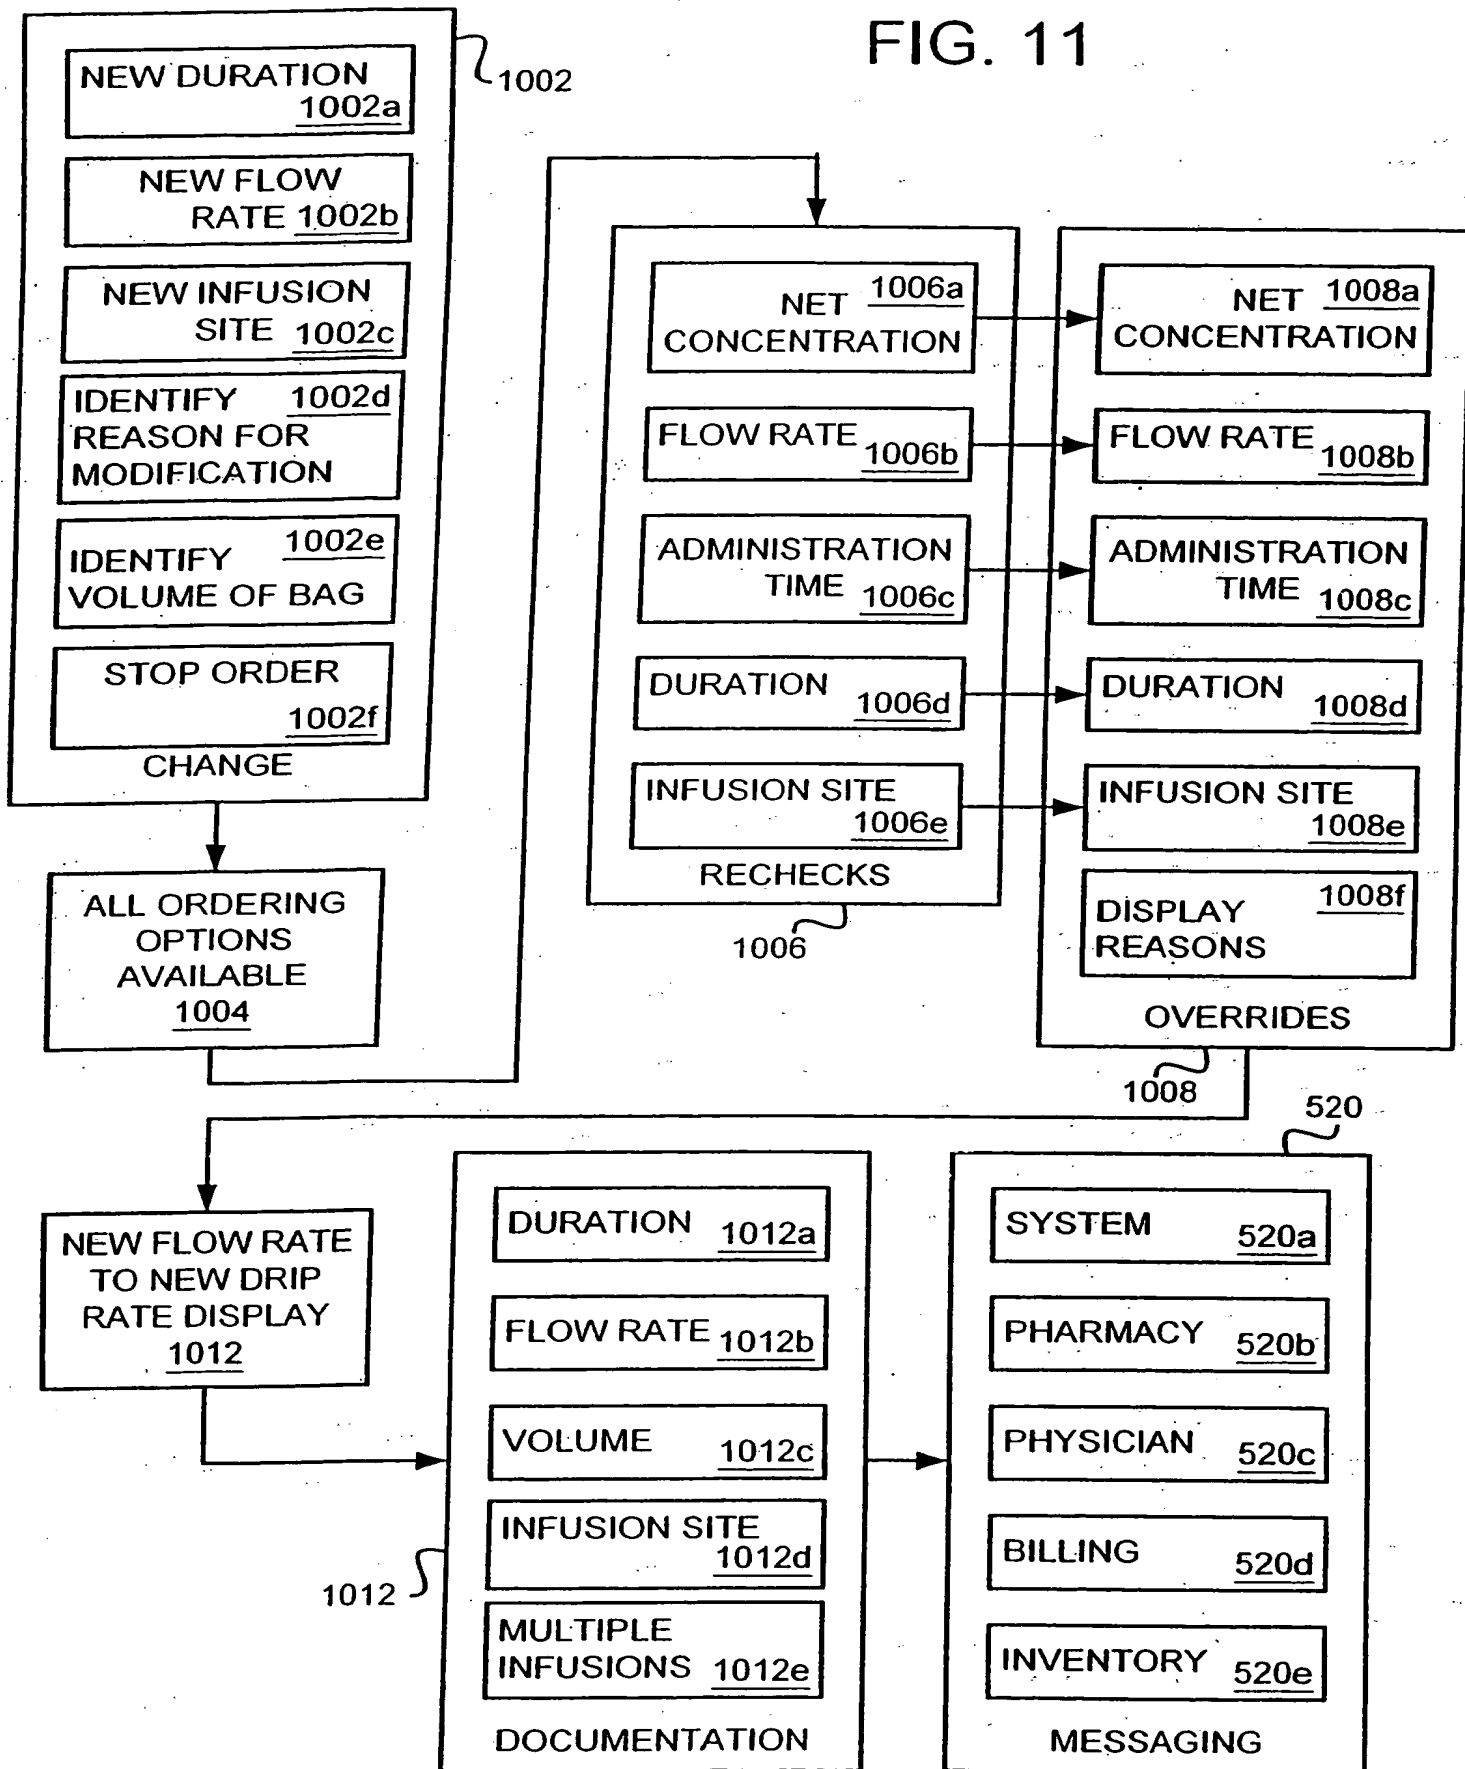 FIG. 11
NEW DURATION
1002a
NEW FLOW
RATE 1002b
NEW INFUSION
SITE 1002c
IDENTIFY 1002d
REASON FOR
MODIFICATION
1002e
IDENTIFY
VOLUME OF BAG
STOP ORDER
1002f
CHANGE
1002
ALL ORDERING
OPTIONS
AVAILABLE
1004
1006a
NET
CONCENTRATION
FLOW RATE 1006b
ADMINISTRATION
TIME 1006c
DURATION 1006d
INFUSION SITE
1006e
RECHECKS
1006
NET 1008a
CONCENTRATION
FLOW RATE 1008b
ADMINISTRATION
TIME 1008c
DURATION 1008d
INFUSION SITE
1008e
1008f
DISPLAY
REASONS
OVERRIDES
1008
NEW FLOW RATE
TO NEW DRIP
RATE DISPLAY
1012
DURATION 1012a
FLOW RATE 1012b
VOLUME 1012c
INFUSION SITE
1012d
MULTIPLE
INFUSIONS 1012e
DOCUMENTATION
1012
520
SYSTEM 520a
PHARMACY 520b
PHYSICIAN 520c
BILLING 520d
INVENTORY 520e
MESSAGING